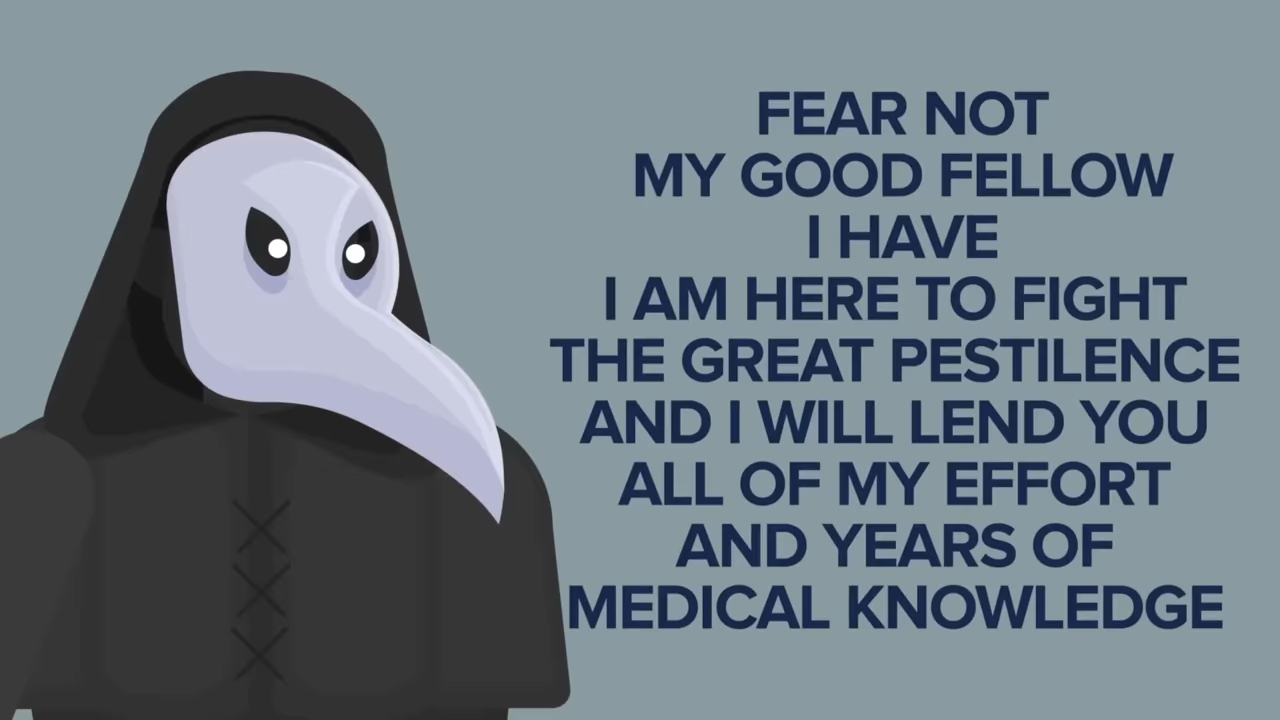 FEAR NOT
MY GOOD FELLOW
I HAVE
I AM HERE TO FIGHT
THE GREAT PESTILENCE
AND I WILL LEND YOU
ALL OF MY EFFORT
AND YEARS OF
MEDICAL KNOWLEDGE